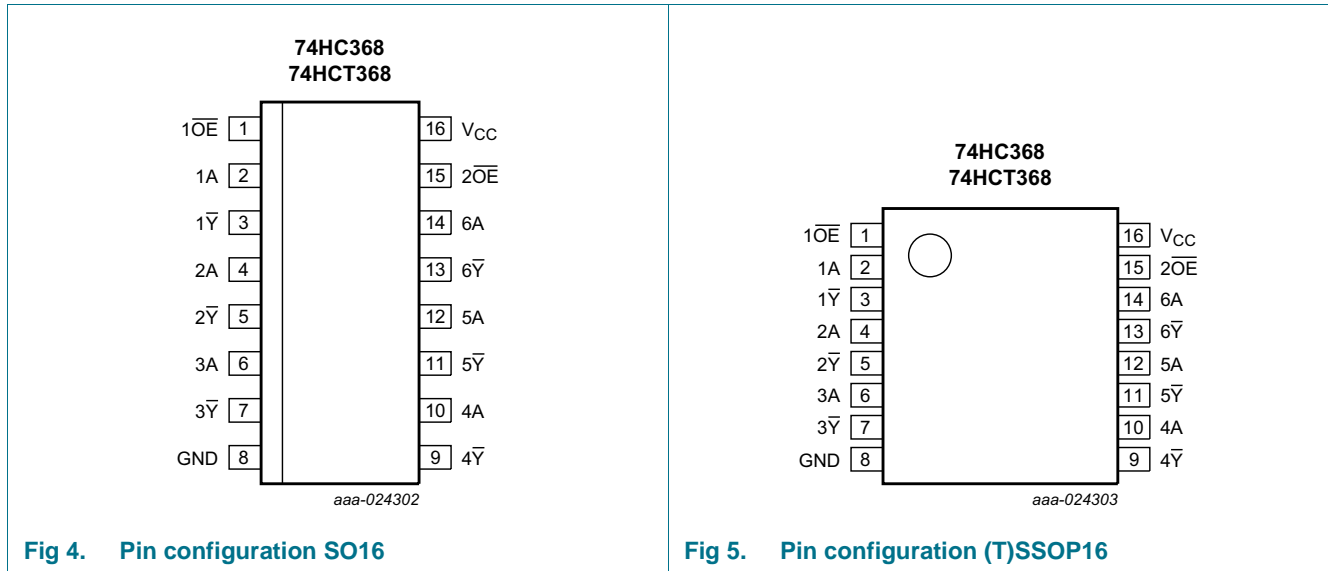 74HC368
74HCT368
1O̅E̅ 1
1A 2
1Y̅ 3
2A 4
2Y̅ 5
3A 6
3Y̅ 7
GND 8
16 VCC
15 2O̅E̅
14 6A
13 6Y̅
12 5A
11 5Y̅
10 4A
9 4Y̅
aaa-024302
Fig 4. Pin configuration SO16
74HC368
74HCT368
1O̅E̅ 1
1A 2
1Y̅ 3
2A 4
2Y̅ 5
3A 6
3Y̅ 7
GND 8
16 VCC
15 2O̅E̅
14 6A
13 6Y̅
12 5A
11 5Y̅
10 4A
9 4Y̅
aaa-024303
Fig 5. Pin configuration (T)SSOP16